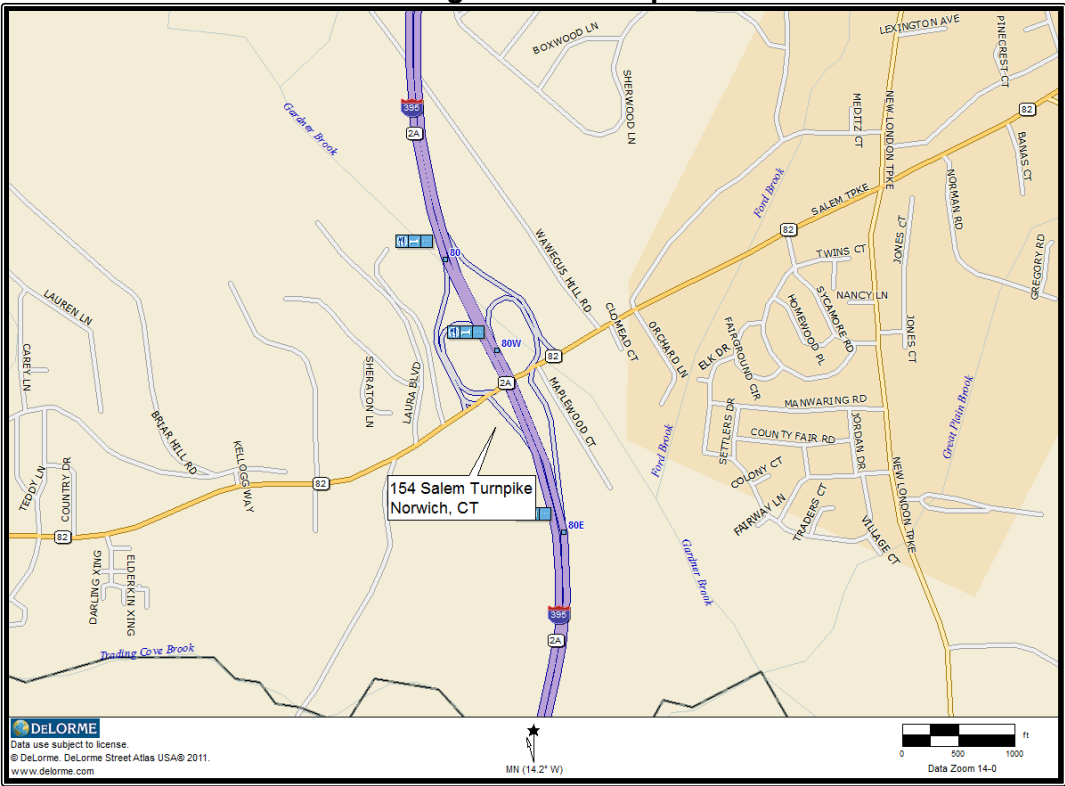 BOXWOOD LN
LEXINGTON AVE
PINECREST CT
SHERWOOD LN
395
2A
Gardner Brook
MEDITZ CT
NEW LONDON TPKE
82
BANAS CT
Ford Brook
SALEM TPKE
NORMAN RD
82
JONES CT
GREGORY RD
WAWECUS HILL RD
TWINS CT
80
NANCY LN
SYCAMORE RD
HOMEWOOD PL
LAUREN LN
CLOMEAD CT
ORCHARD LN
FAIRGROUND CIR
JONES CT
80W
82
ELK DR
CAREY LN
SHERATON LN
LAURA BLVD
2A
MAPLEWOOD CT
MANWARING RD
Great Plain Brook
BRIAR HILL RD
SETTLERS DR
JORDAN DR
COUNTY FAIR RD
Ford Brook
KELLOGG WAY
TEDDY LN
COUNTRY DR
82
COLONY CT
NEW LONDON TPKE
154 Salem Turnpike
Norwich, CT
FAIRWAY LN
TRADERS CT
80E
VILLAGE CT
82
DARLING XING
ELDERKIN XING
Gardner Brook
395
2A
Trading Cove Brook
DELORME
Data use subject to license.
© DeLorme. DeLorme Street Atlas USA® 2011.
www.delorme.com
MN (14.2° W)
ft
0 500 1000
Data Zoom 14-0